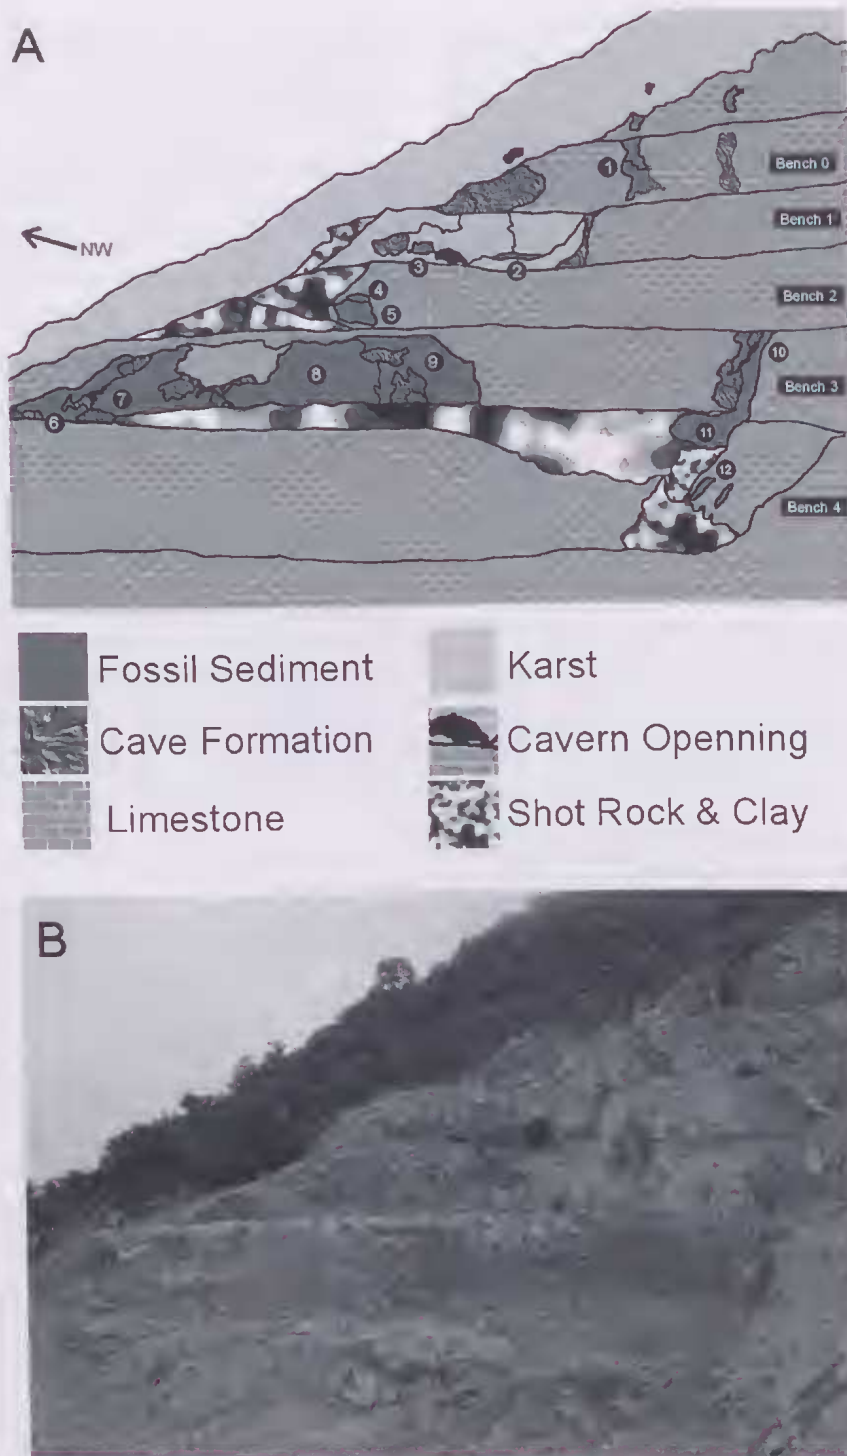 A
NW
1
Bench 0
Bench 1
3
2
4
5
Bench 2
10
9
8
7
6
Bench 3
11
12
Bench 4
Fossil Sediment
Karst
Cave Formation
Cavern Openning
Limestone
Shot Rock & Clay
B